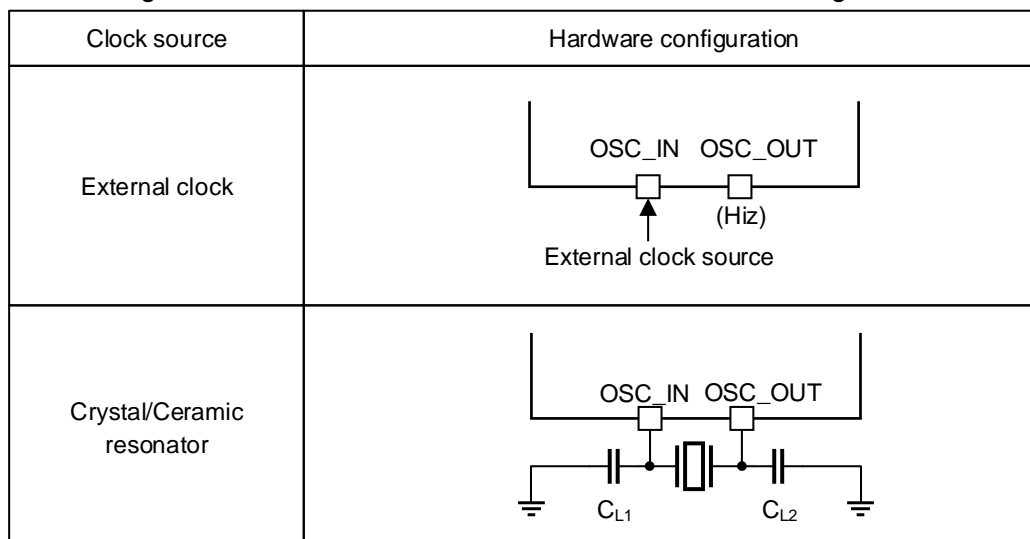 Clock source
Hardware configuration
External clock
OSC_IN OSC_OUT
(Hiz)
External clock source
Crystal/Ceramic
resonator
OSC_IN OSC_OUT
CL1
CL2